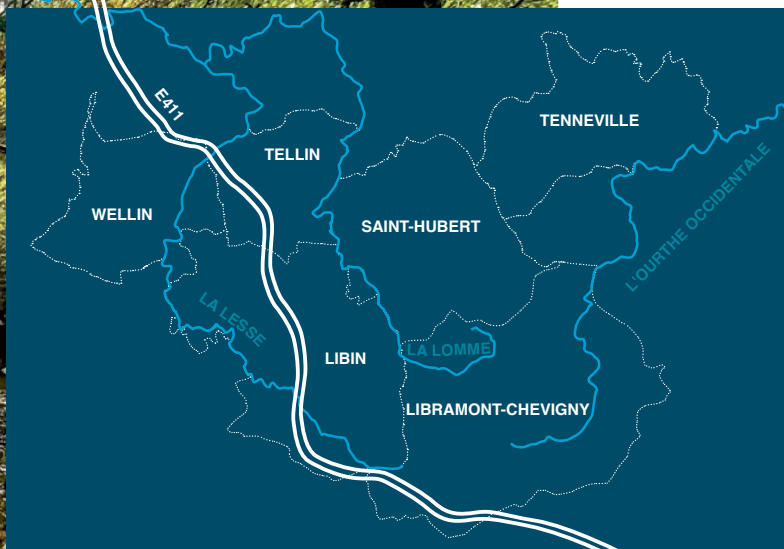 E411
TENNEVILLE
TELLIN
WELLIN
SAINT-HUBERT
L'OURTHE OCCIDENTALE
LA LESSE
LA LOMME
LIBIN
LIBRAMONT-CHEVIGNY